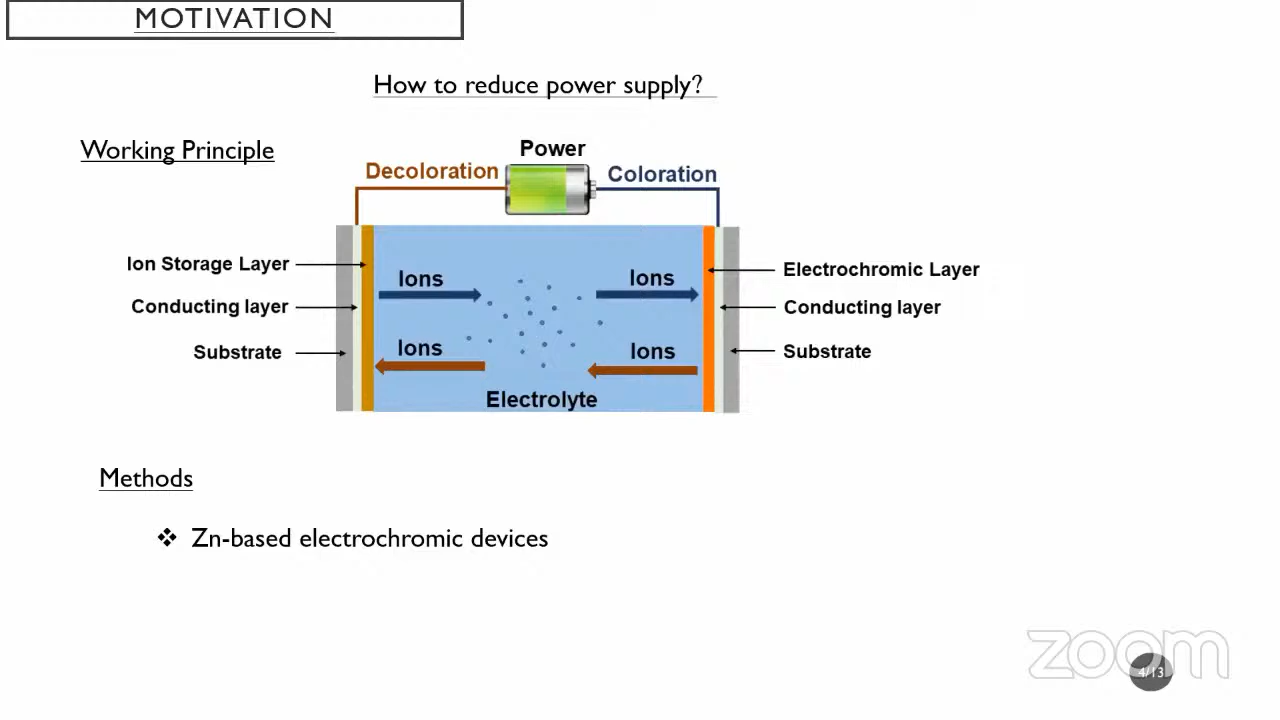 MOTIVATION
How to reduce power supply?
Working Principle
Power
Decoloration
Coloration
Ion Storage Layer
Conducting layer
Substrate
Ions
Ions
Ions
Ions
Electrolyte
Electrochromic Layer
Conducting layer
Substrate
Methods
❖ Zn-based electrochromic devices
zoom
4/13